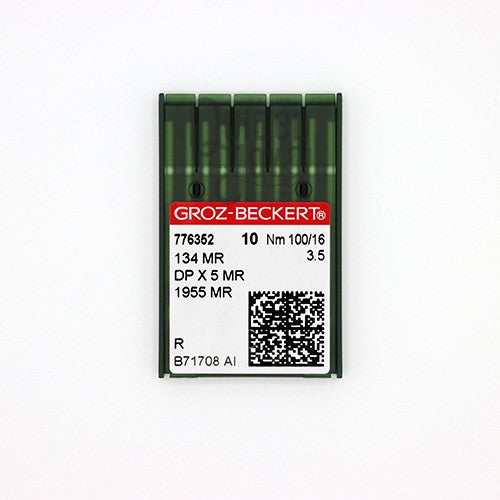 GROZ-BECKERT®
776352 10 Nm 100/16
134 MR 3.5
DP X 5 MR
1955 MR
R
B71708 AI